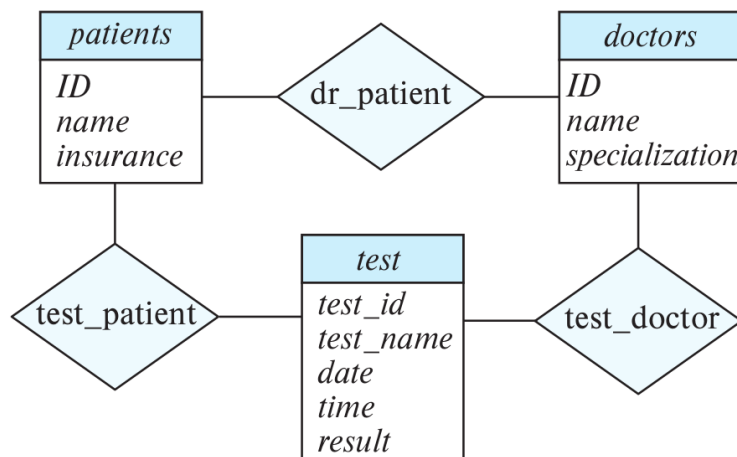 patients
ID
name
insurance
dr_patient
doctors
ID
name
specialization
test_patient
test
test_id
test_name
date
time
result
test_doctor